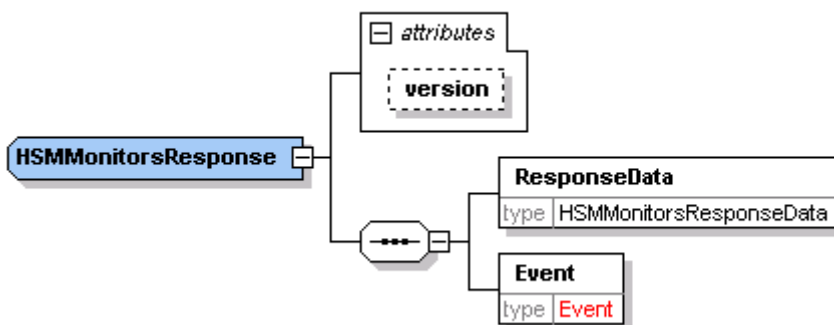 attributes
version
HSMMonitorsResponse
ResponseData
type HSMMonitorsResponseData
Event
type Event